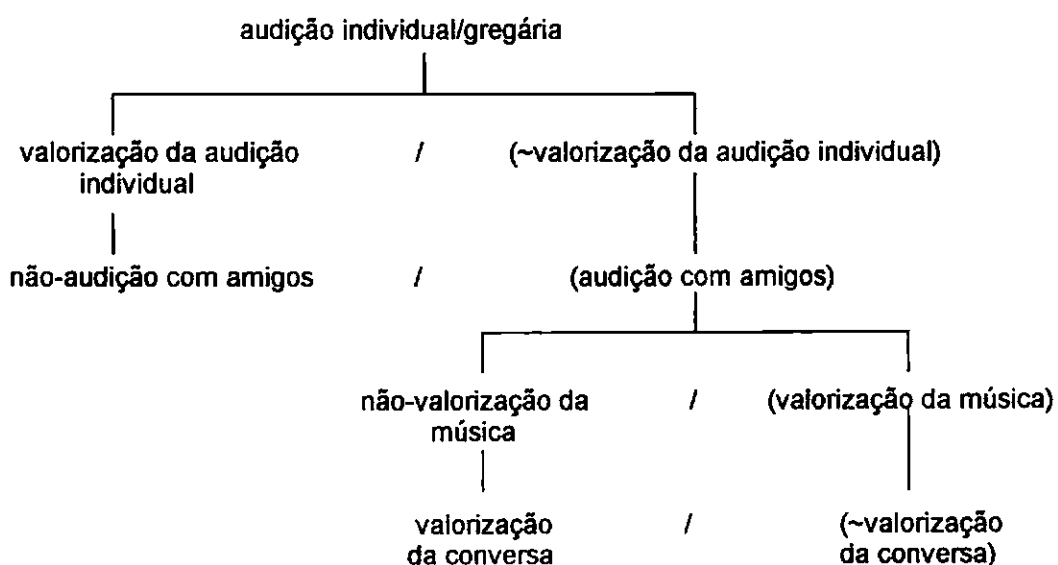 audição individual/gregária
valorização da audição / (~valorização da audição individual)
individual
não-audição com amigos / (audição com amigos)
não-valorização da / (valorização da música)
música
valorização / (~valorização
da conversa da conversa)